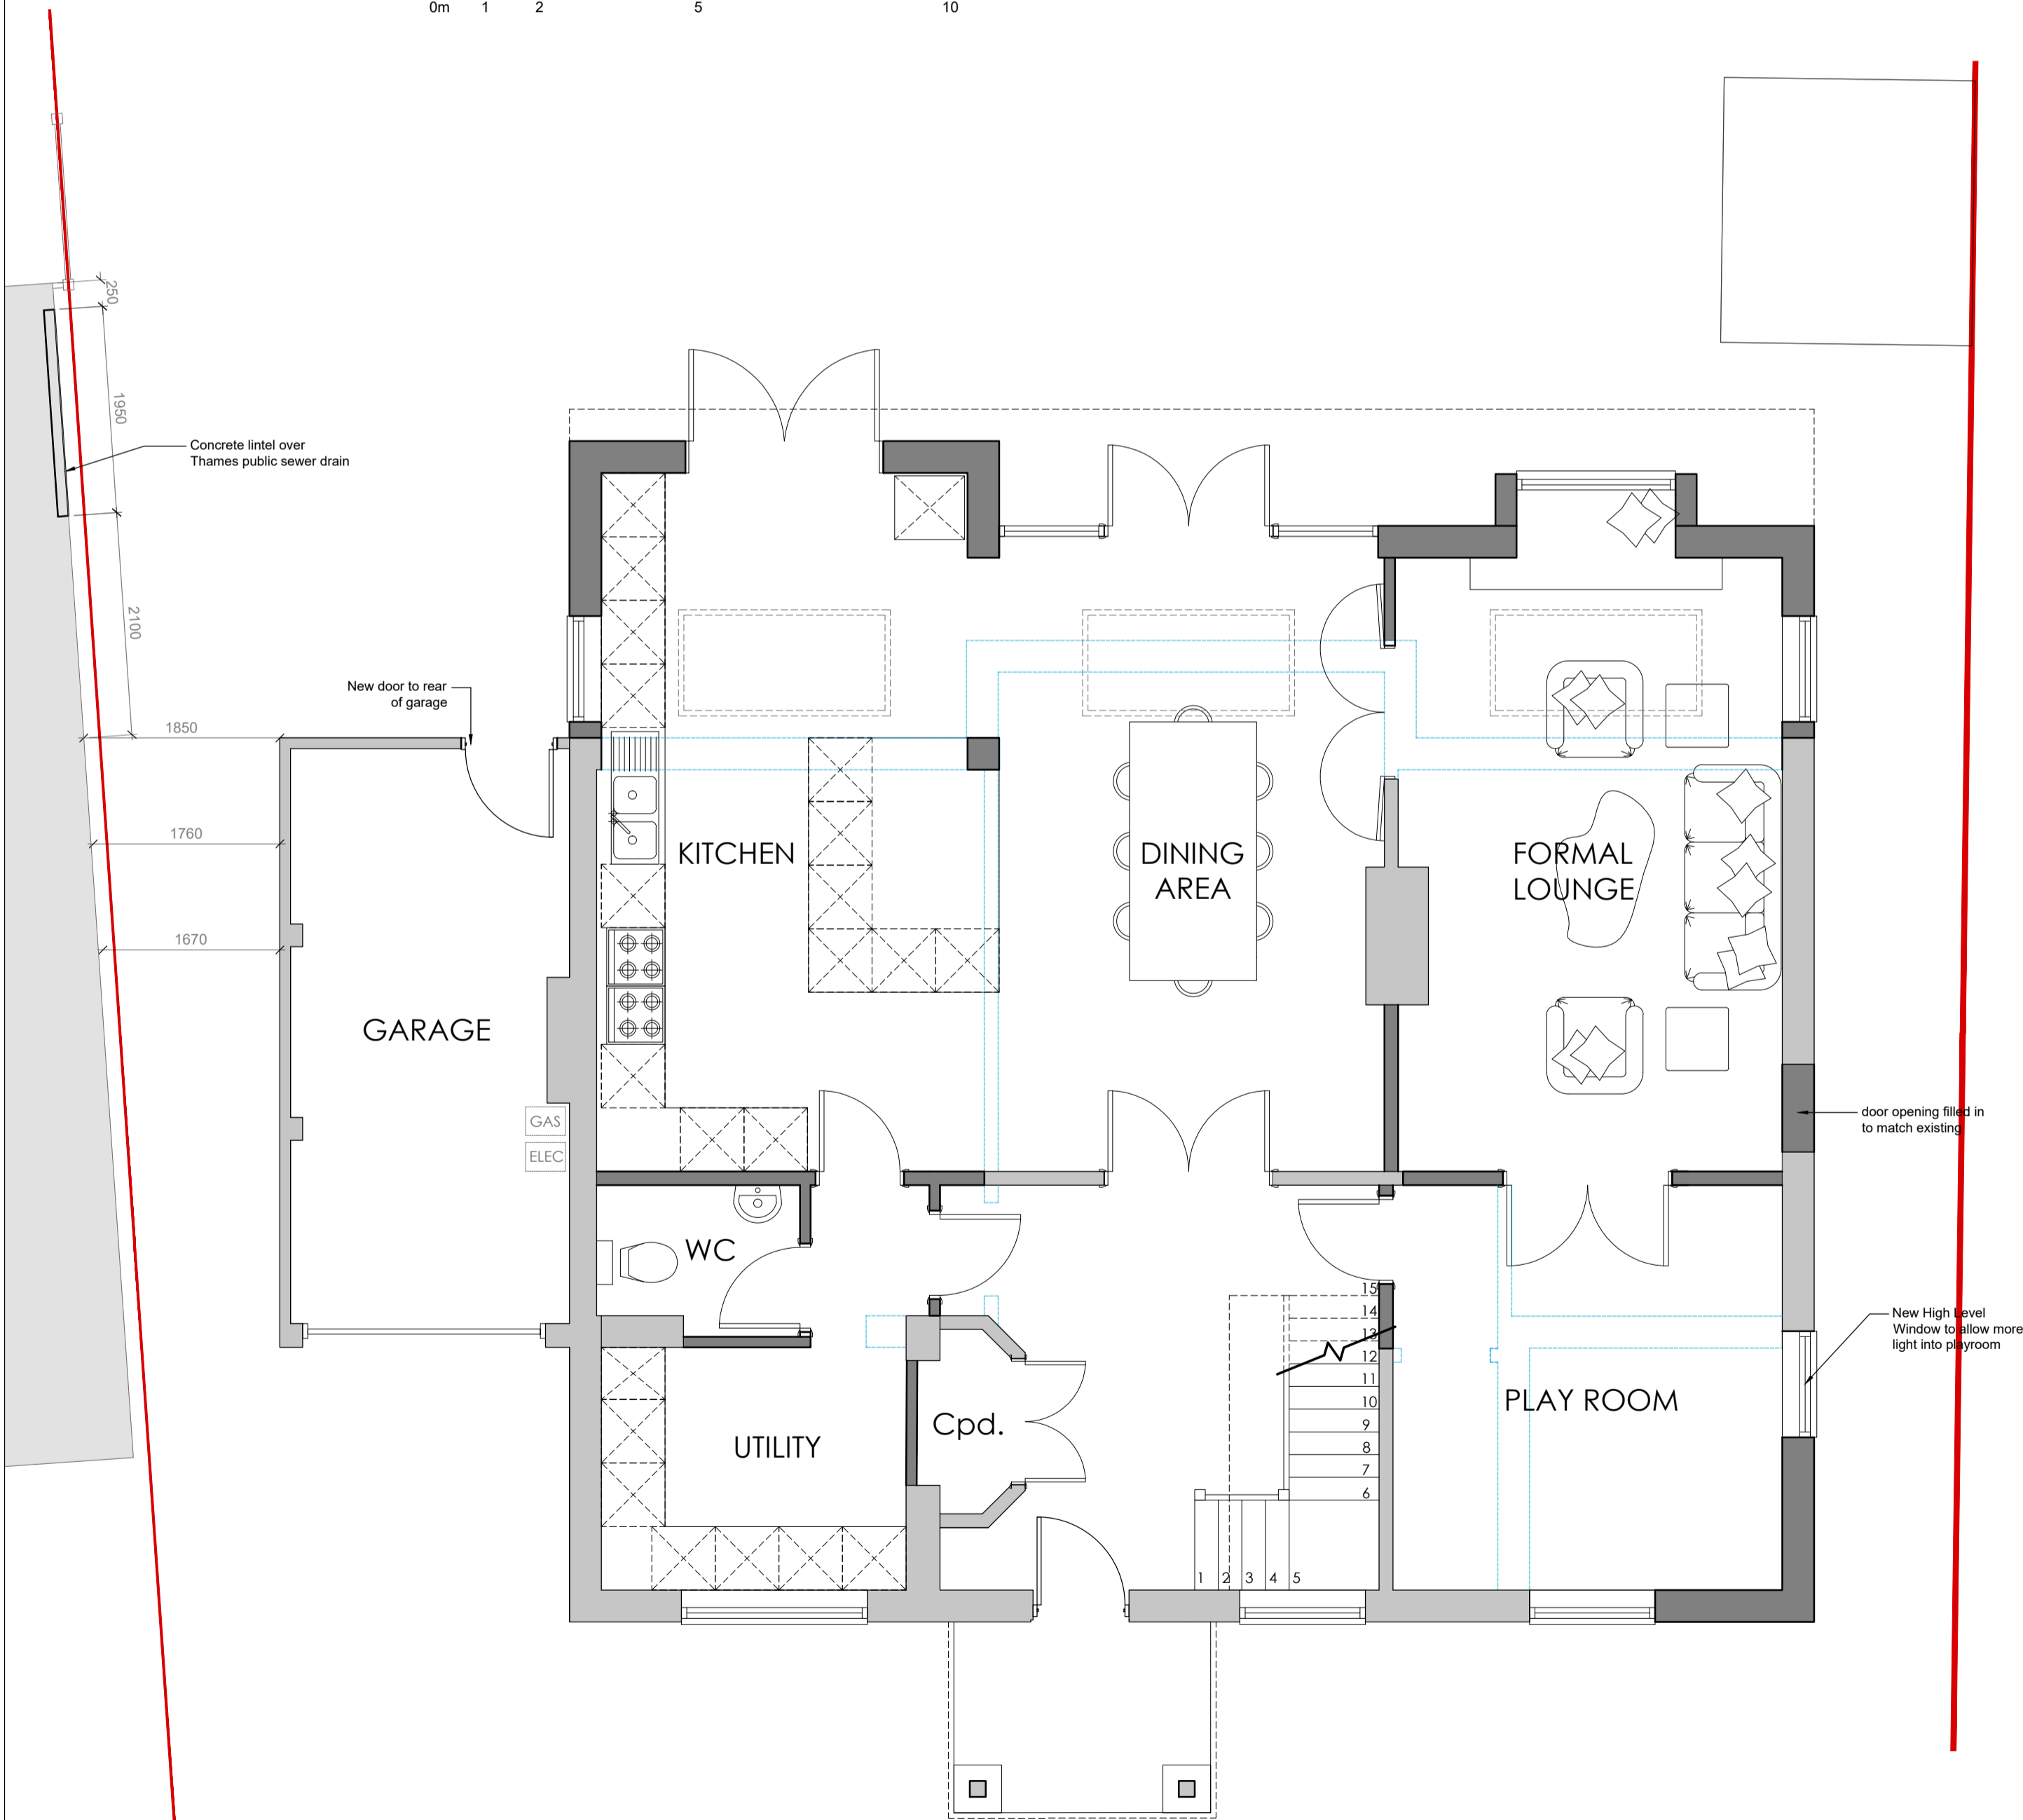 0m 1 2 5 10
250
1950
Concrete lintel over
Thames public sewer drain
2100
New door to rear
of garage
1850
1760
1670
KITCHEN
DINING
AREA
FORMAL
LOUNGE
GARAGE
GAS
ELEC
door opening filled in
to match existing
WC
15
14
13
12
11
10
9
8
7
6
1 2 3 4 5
New High Level
Window to allow more
light into playroom
PLAY ROOM
Cpd.
UTILITY